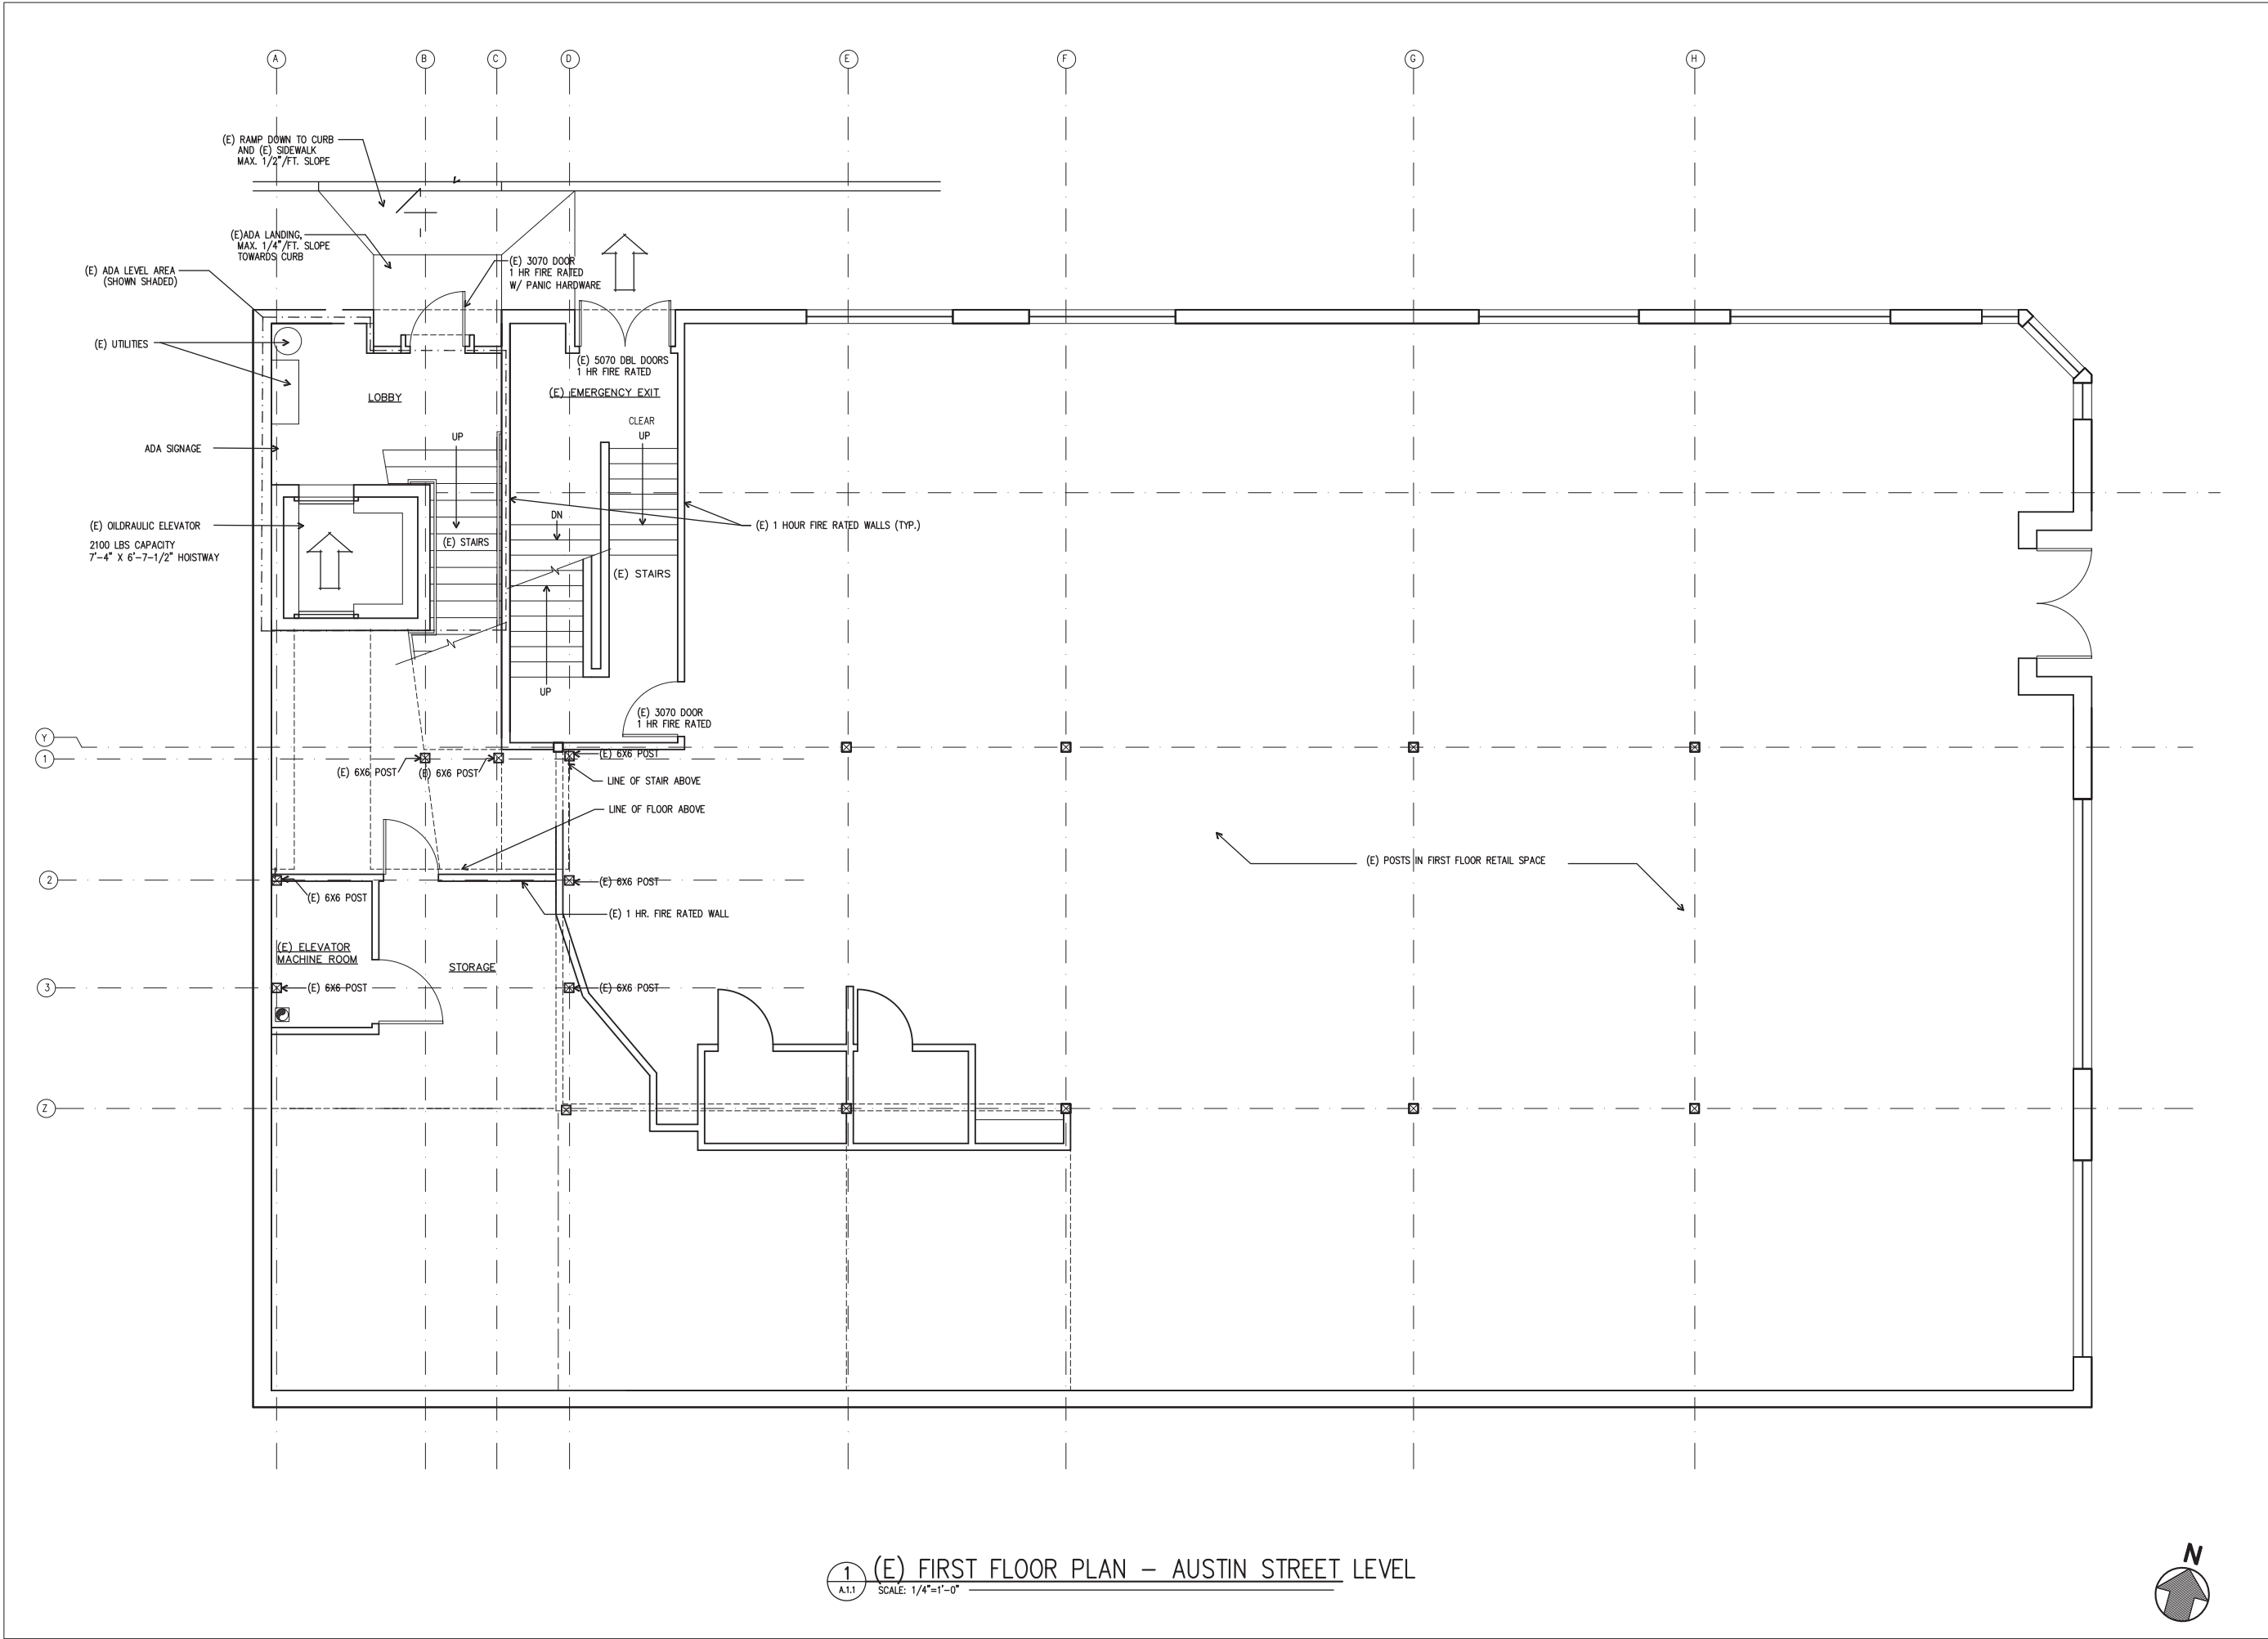 A
B
C
D
E
F
G
H
(E) RAMP DOWN TO CURB
AND (E) SIDEWALK
MAX. 1/2"/FT. SLOPE
(E)ADA LANDING,
MAX. 1/4"/FT. SLOPE
TOWARDS CURB
(E) ADA LEVEL AREA
(SHOWN SHADED)
(E) 3070 DOOR
1 HR FIRE RATED
W/ PANIC HARDWARE
(E) UTILITIES
(E) 5070 DBL DOORS
1 HR FIRE RATED
(E) EMERGENCY EXIT
LOBBY
CLEAR
UP
UP
ADA SIGNAGE
(E) OILDRAULIC ELEVATOR
2100 LBS CAPACITY
7'-4" X 6'-7-1/2" HOISTWAY
DN
(E) 1 HOUR FIRE RATED WALLS (TYP.)
(E) STAIRS
(E) STAIRS
UP
(E) 3070 DOOR
1 HR FIRE RATED
Y
1
(E) 6X6 POST
(E) 6X6 POST
(E) 6X6 POST
LINE OF STAIR ABOVE
LINE OF FLOOR ABOVE
(E) POSTS IN FIRST FLOOR RETAIL SPACE
2
(E) 6X6 POST
(E) 6X6 POST
(E) 1 HR. FIRE RATED WALL
(E) ELEVATOR
MACHINE ROOM
STORAGE
3
(E) 6X6 POST
(E) 6X6 POST
Z
1
A.1.1
(E) FIRST FLOOR PLAN - AUSTIN STREET LEVEL
SCALE: 1/4"=1'-0"
N